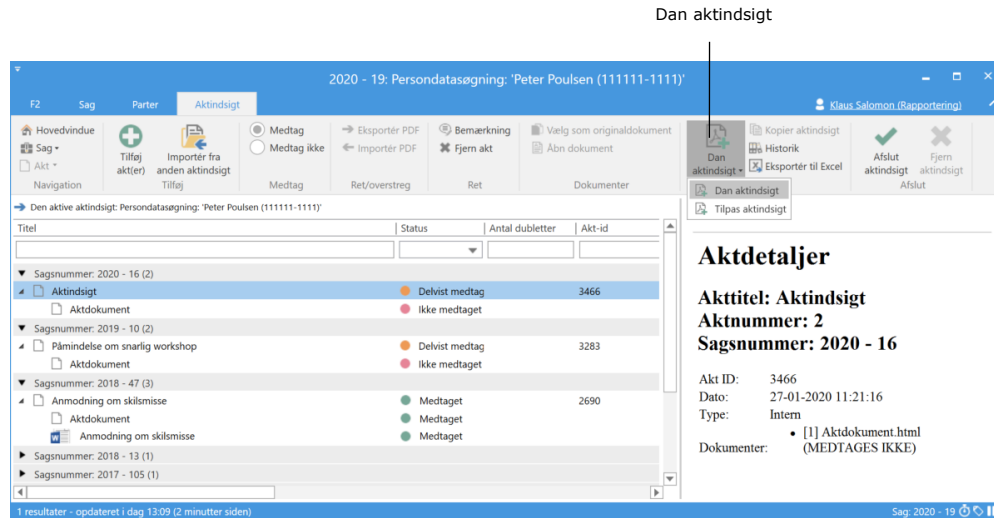 Dan aktindsigt
2020 - 19: Persondatasøgning: 'Peter Poulsen (111111-1111)'
F2 Sag Parter Aktindsigt Klaus Salomon (Rapportering)
Hovedvindue
Sag
Akt
Navigation
Tilføj akt(er)
Importér fra anden aktindsigt
Tilføj
Medtag
Medtag ikke
Medtag
Eksportér PDF
Importér PDF
Ret/overstreg
Bemærkning
Fjern akt
Ret
Vælg som originaldokument
Åbn dokument
Dokumenter
Dan aktindsigt
Kopier aktindsigt
Historik
Eksportér til Excel
Afslut aktindsigt
Fjern aktindsigt
Afslut
Dan aktindsigt
Tilpas aktindsigt
Den aktive aktindsigt: Persondatasøgning: 'Peter Poulsen (111111-1111)'
Titel Status Antal dubletter Akt-id
Sagsnummer: 2020 - 16 (2)
Aktindsigt Delvist medtag 3466
Aktdokument Ikke medtaget
Sagsnummer: 2019 - 10 (2)
Påmindelse om snarlig workshop Delvist medtag 3283
Aktdokument Ikke medtaget
Sagsnummer: 2018 - 47 (3)
Anmodning om skilsmisse Medtaget 2690
Aktdokument Medtaget
Anmodning om skilsmisse Medtaget
Sagsnummer: 2018 - 13 (1)
Sagsnummer: 2017 - 105 (1)
Aktdetaljer
Akttitel: Aktindsigt
Aktnummer: 2
Sagsnummer: 2020 - 16
Akt ID: 3466
Dato: 27-01-2020 11:21:16
Type: Intern
Dokumenter: • [1] Aktdokument.html
(MEDTAGES IKKE)
1 resultater - opdateret i dag 13:09 (2 minutter siden) Sag: 2020 - 19